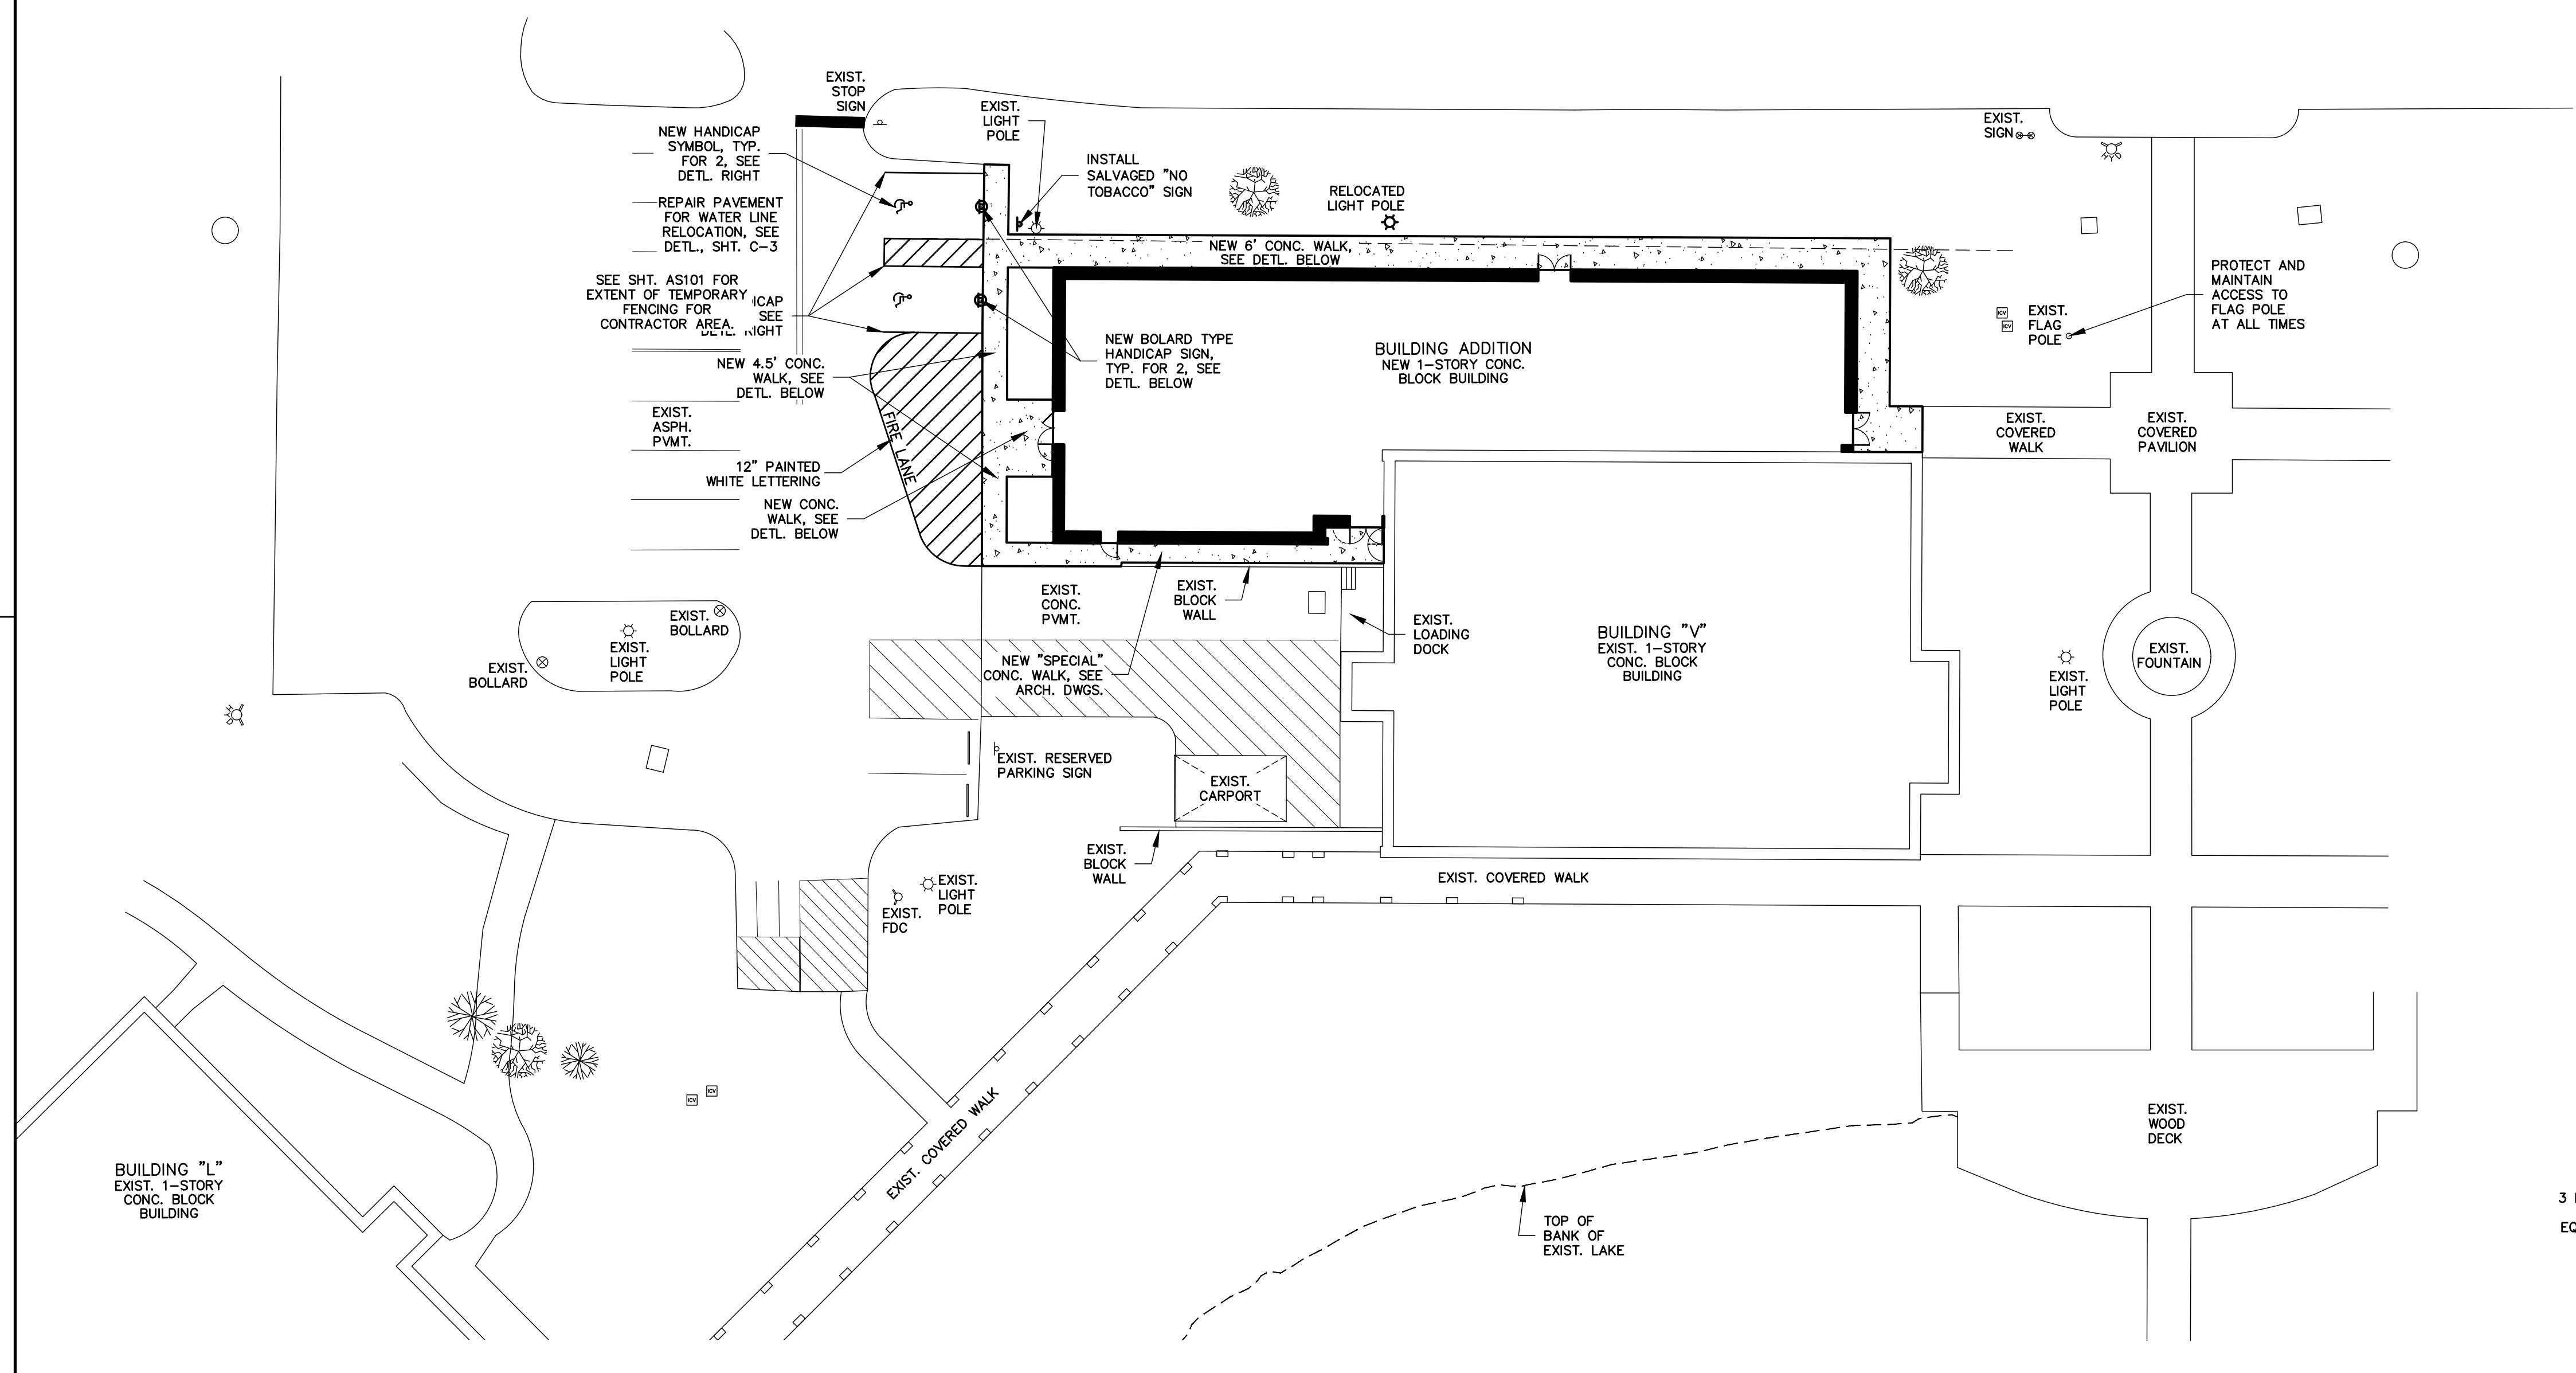 EXIST.
STOP
SIGN
NEW HANDICAP
SYMBOL, TYP.
FOR 2, SEE
DETL. RIGHT
REPAIR PAVEMENT
FOR WATER LINE
RELOCATION, SEE
DETL., SHT. C-3
SEE SHT. AS101 FOR
EXTENT OF TEMPORARY
FENCING FOR
CONTRACTOR AREA.
SEE
NEW 4.5' CONC.
WALK, SEE
DETL. BELOW
EXIST.
ASPH.
PVMT.
12" PAINTED
WHITE LETTERING
NEW CONC.
WALK, SEE
DETL. BELOW
FIRE LANE
EXIST.
LIGHT
POLE
INSTALL
SALVAGED "NO
TOBACCO" SIGN
RELOCATED
LIGHT POLE
NEW 6' CONC. WALK,
SEE DETL. BELOW
NEW BOLARD TYPE
HANDICAP SIGN,
TYP. FOR 2, SEE
DETL. BELOW
BUILDING ADDITION
NEW 1-STORY CONC.
BLOCK BUILDING
EXIST.
SIGN
ICV
ICV
EXIST.
FLAG
POLE
PROTECT AND
MAINTAIN
ACCESS TO
FLAG POLE
AT ALL TIMES
EXIST.
COVERED
WALK
EXIST.
COVERED
PAVILION
EXIST.
CONC.
PVMT.
EXIST.
BLOCK
WALL
EXIST.
LOADING
DOCK
BUILDING "V"
EXIST. 1-STORY
CONC. BLOCK
BUILDING
EXIST.
BOLLARD
EXIST.
LIGHT
POLE
EXIST.
BOLLARD
NEW "SPECIAL"
CONC. WALK, SEE
ARCH. DWGS.
EXIST.
FOUNTAIN
EXIST.
LIGHT
POLE
EXIST. RESERVED
PARKING SIGN
EXIST.
CARPORT
EXIST.
BLOCK
WALL
EXIST. COVERED WALK
EXIST.
LIGHT
POLE
EXIST.
FDC
ICV
ICV
EXIST. COVERED WALK
EXIST.
WOOD
DECK
BUILDING "L"
EXIST. 1-STORY
CONC. BLOCK
BUILDING
TOP OF
BANK OF
EXIST. LAKE
3